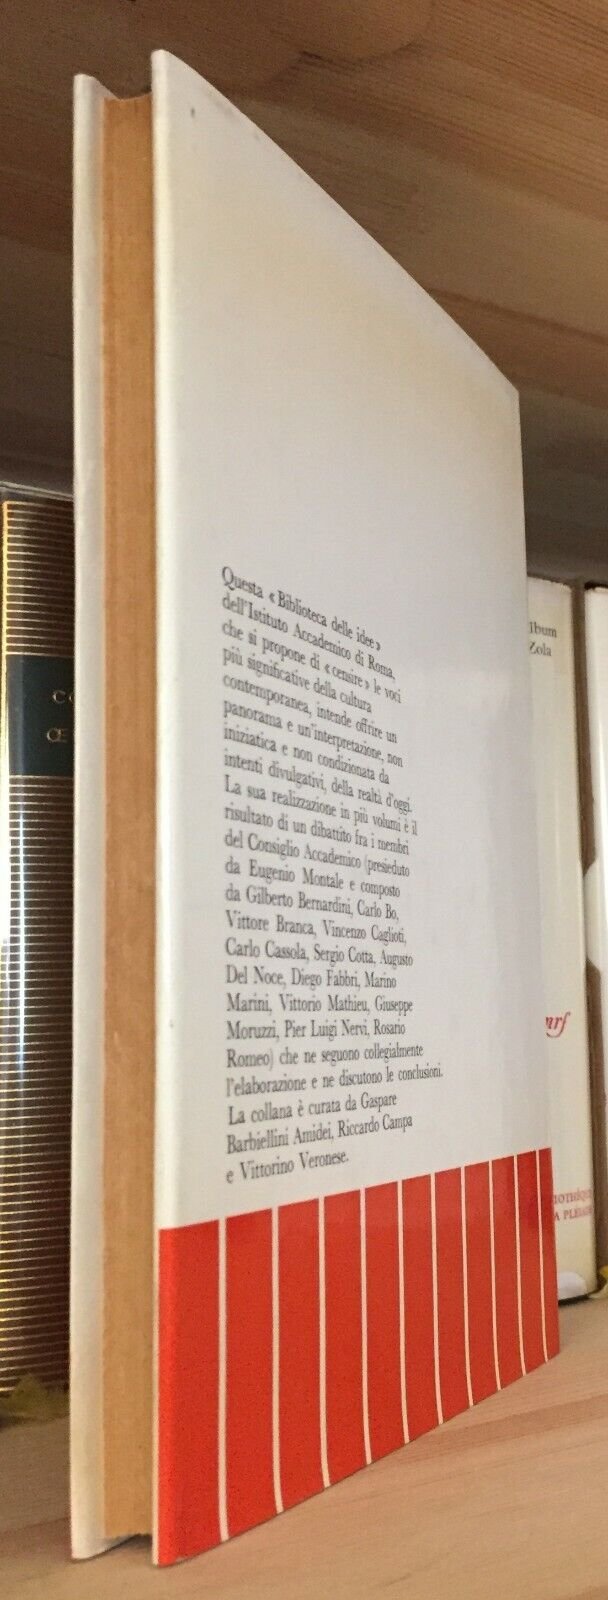 Questa « Biblioteca delle idee »
dell'Istituto Accademico di Roma,
che si propone di « censire » le voci
più significative della cultura
contemporanea, intende offrire un
panorama e un'interpretazione, non
iniziatica e non condizionata da
intenti divulgativi, della realtà d'oggi.
La sua realizzazione in più volumi è il
risultato di un dibattito fra i membri
del Consiglio Accademico (presieduto
da Eugenio Montale e composto
da Gilberto Bernardini, Carlo Bo,
Vittore Branca, Vincenzo Caglioti,
Carlo Cassola, Sergio Cotta, Augusto
Del Noce, Diego Fabbri, Marino
Marini, Vittorio Mathieu, Giuseppe
Moruzzi, Pier Luigi Nervi, Rosario
Romeo) che ne seguono collegialmente
l'elaborazione e ne discutono le conclusioni.
La collana è curata da Gaspare
Barbiellini Amidei, Riccardo Campa
e Vittorino Veronese.
lbum
Zola
nrf